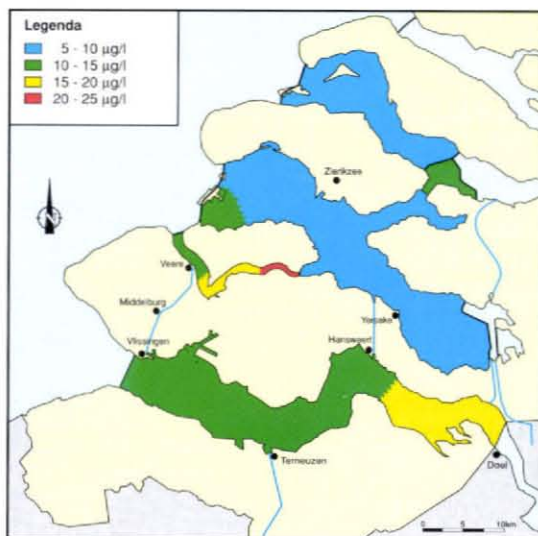 Legenda
5 - 10 µg/l
10 - 15 µg/l
15 - 20 µg/l
20 - 25 µg/l
Zierikzee
N
Veere
Middelburg
Yerseke
Vlissingen
Hansweert
Terneuzen
Doel
0 5 10km